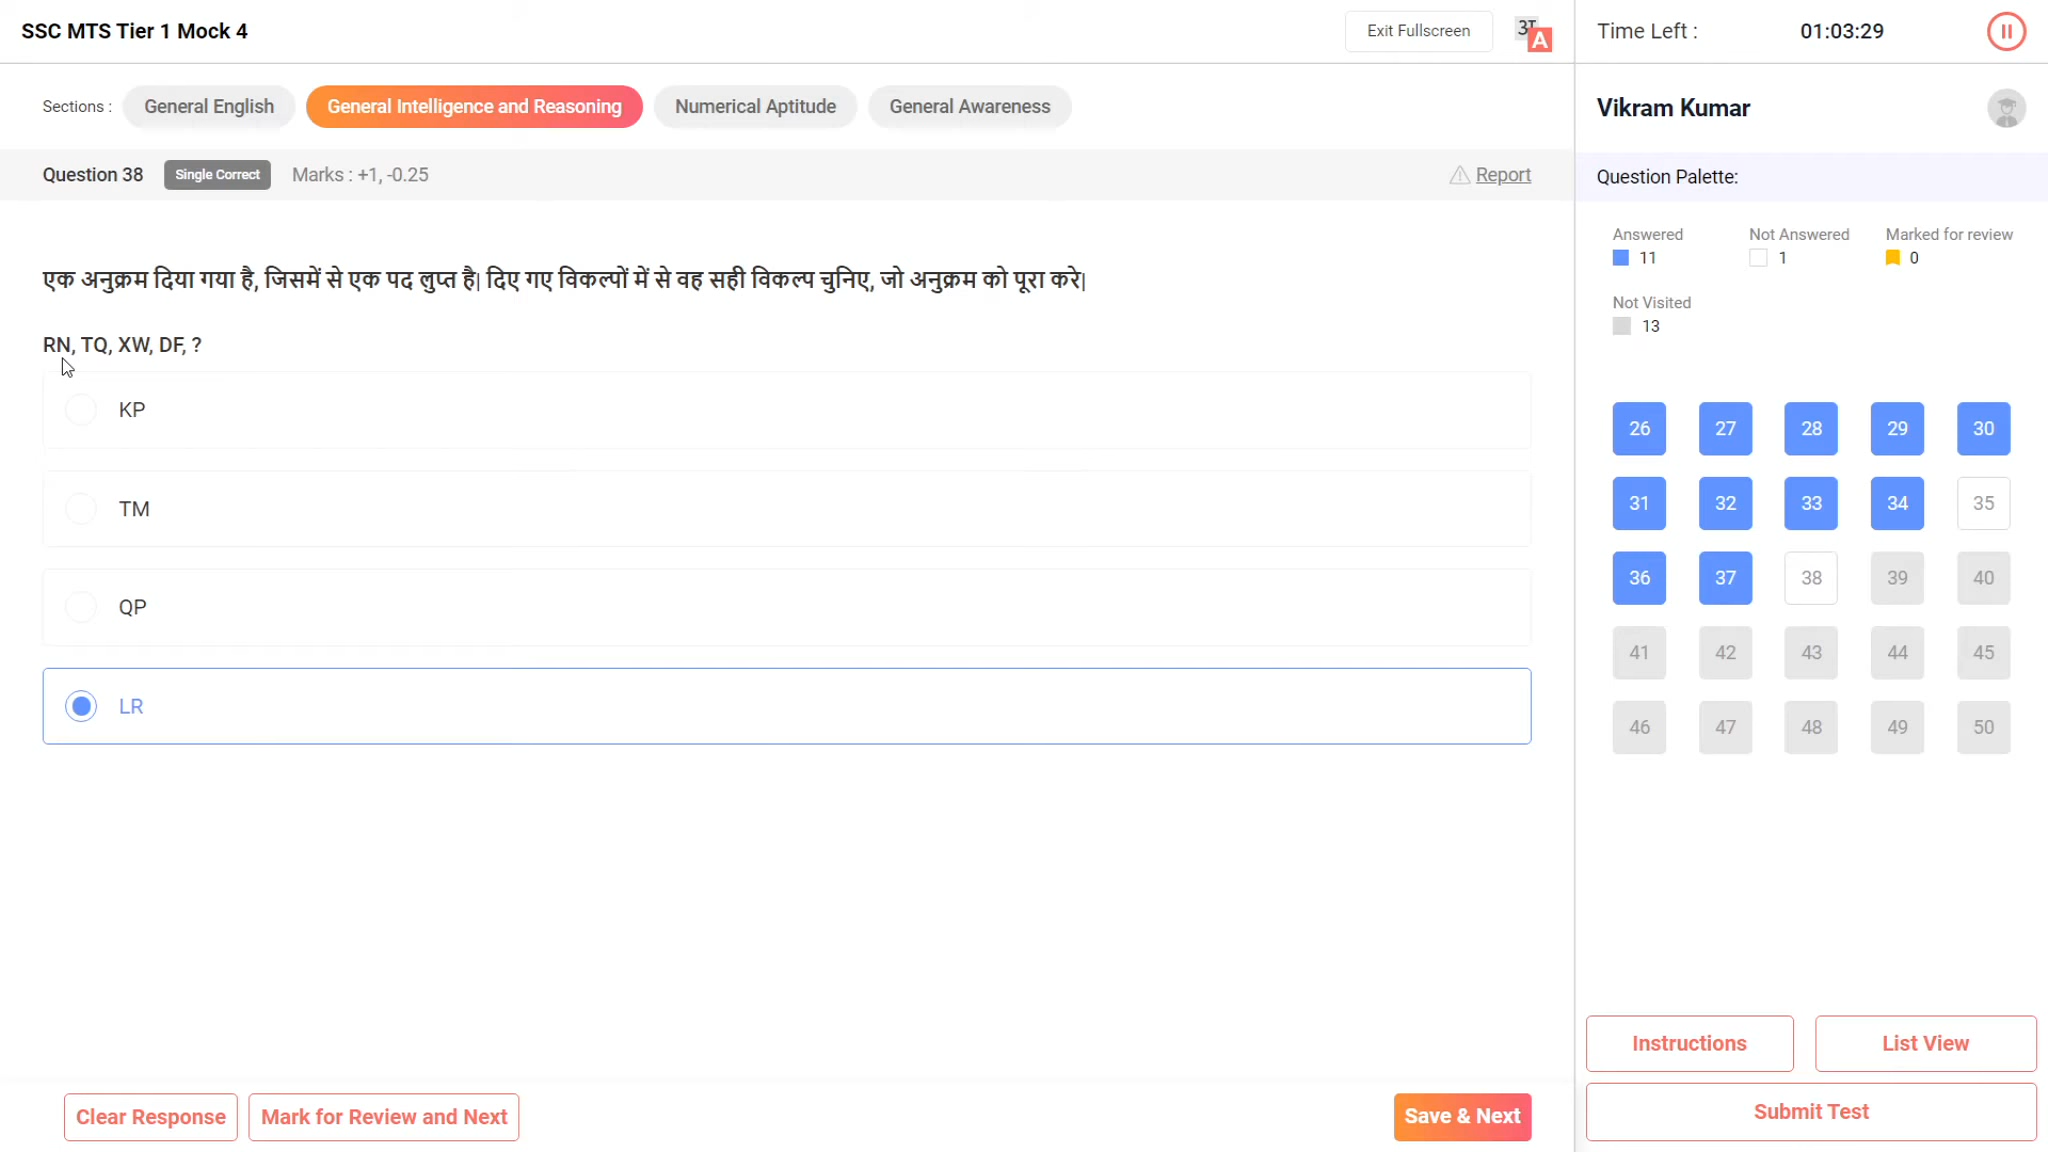 SSC MTS Tier 1 Mock 4
Exit Fullscreen
अ A
Time Left : 01:03:29
Sections : General English General Intelligence and Reasoning Numerical Aptitude General Awareness
Vikram Kumar
Question 38 Single Correct Marks : +1, -0.25 Report
Question Palette:
एक अनुक्रम दिया गया है, जिसमें से एक पद लुप्त है| दिए गए विकल्पों में से वह सही विकल्प चुनिए, जो अनुक्रम को पूरा करे|
RN, TQ, XW, DF, ?
KP
TM
QP
LR
Answered Not Answered Marked for review
11 1 0
Not Visited
13
26 27 28 29 30
31 32 33 34 35
36 37 38 39 40
41 42 43 44 45
46 47 48 49 50
Instructions List View
Clear Response Mark for Review and Next Save & Next
Submit Test